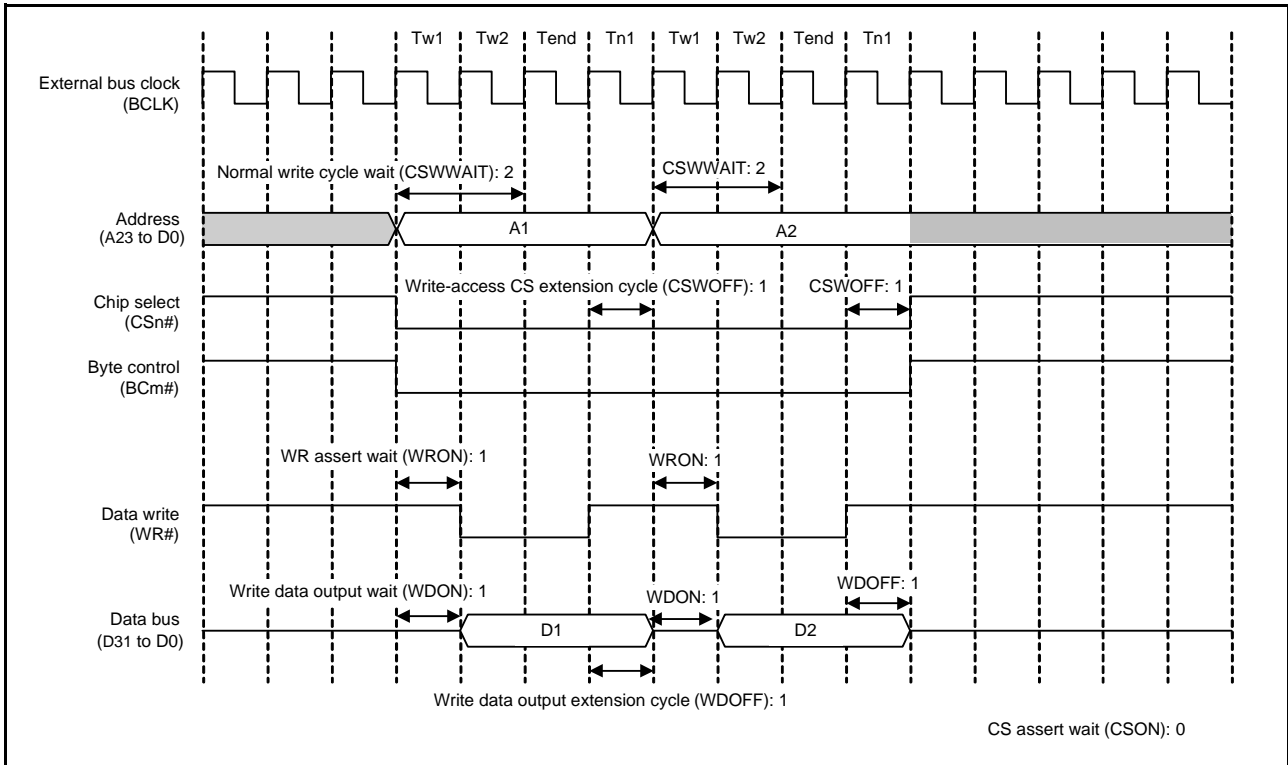 Tw1 Tw2 Tend Tn1 Tw1 Tw2 Tend Tn1
External bus clock
(BCLK)
Normal write cycle wait (CSWWAIT): 2
CSWWAIT: 2
Address
(A23 to D0)
A1
A2
Write-access CS extension cycle (CSWOFF): 1
CSWOFF: 1
Chip select
(CSn#)
Byte control
(BCm#)
WR assert wait (WRON): 1
WRON: 1
Data write
(WR#)
Write data output wait (WDON): 1
WDON: 1
WDOFF: 1
Data bus
(D31 to D0)
D1
D2
Write data output extension cycle (WDOFF): 1
CS assert wait (CSON): 0